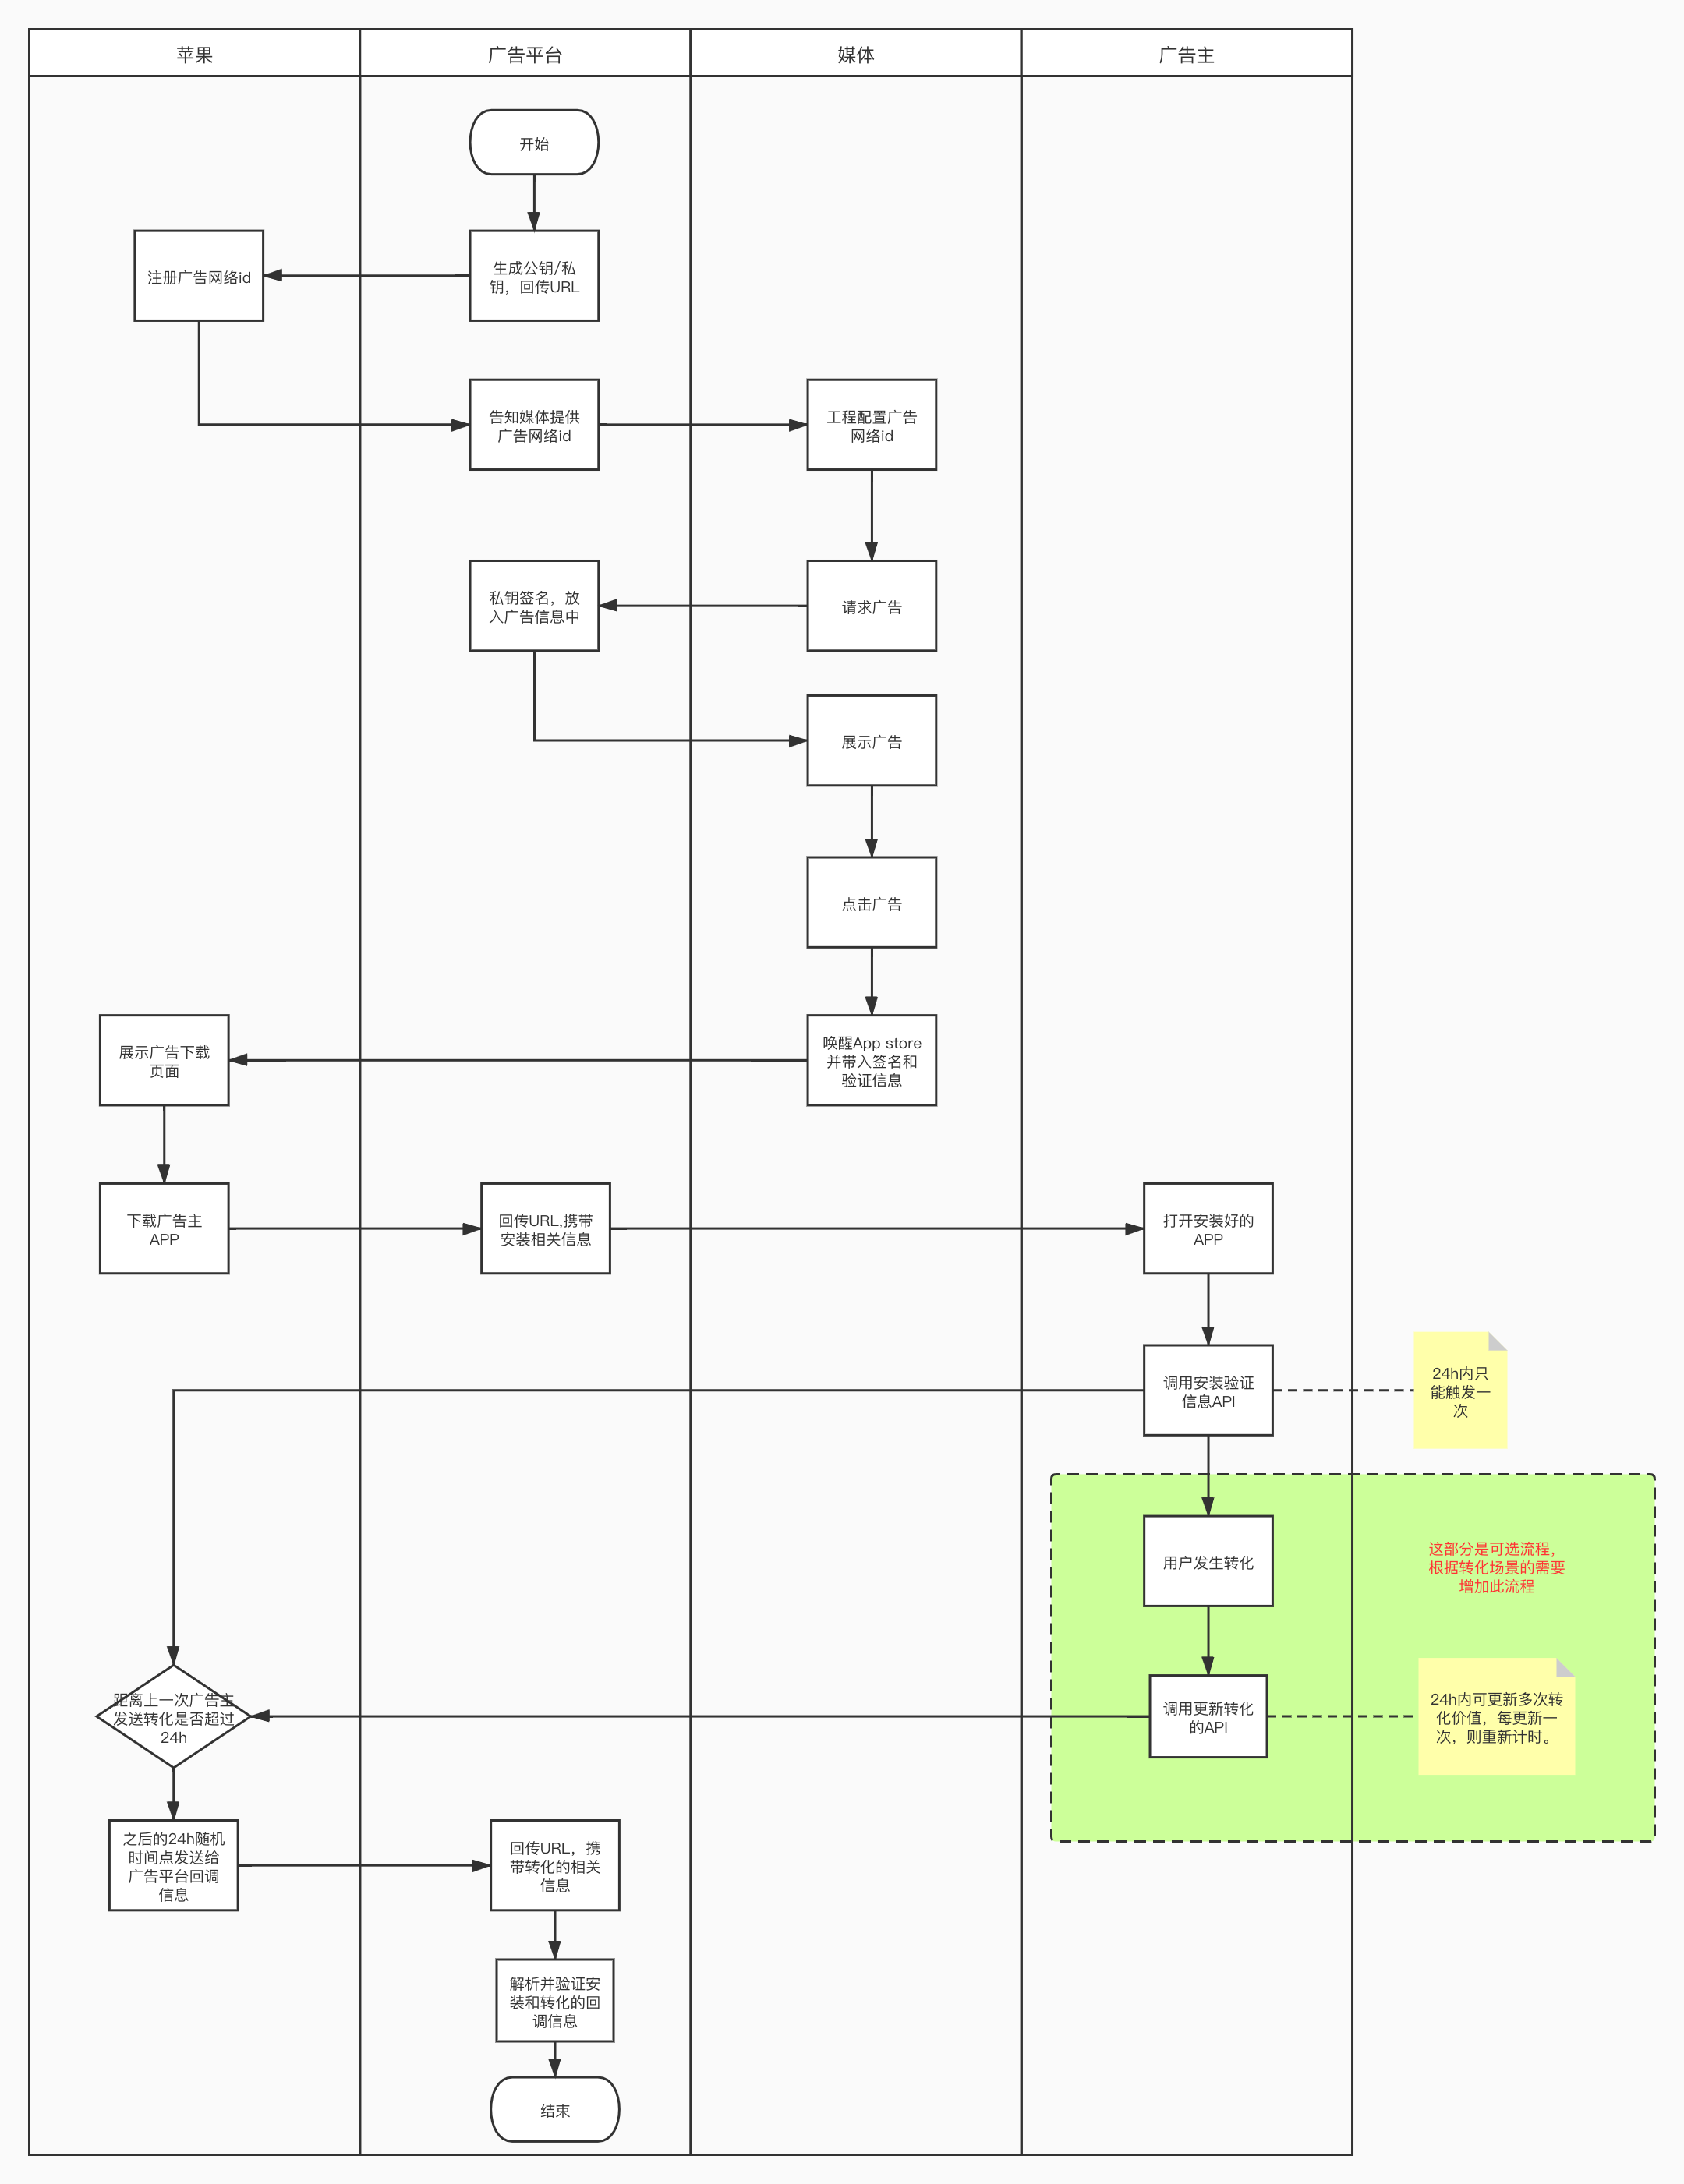 苹果
广告平台
媒体
广告主
开始
注册广告网络id
生成公钥/私
钥，回传URL
告知媒体提供
广告网络id
工程配置广告
网络id
私钥签名，放
入广告信息中
请求广告
展示广告
点击广告
展示广告下载
页面
唤醒App store
并带入签名和
验证信息
下载广告主
APP
回传URL,携带
安装相关信息
打开安装好的
APP
调用安装验证
信息API
24h内只
能触发一
次
用户发生转化
这部分是可选流程，
根据转化场景的需要
增加此流程
距离上一次广告主
发送转化是否超过
24h
调用更新转化
的API
24h内可更新多次转
化价值，每更新一
次，则重新计时。
之后的24h随机
时间点发送给
广告平台回调
信息
回传URL，携
带转化的相关
信息
解析并验证安
装和转化的回
调信息
结束